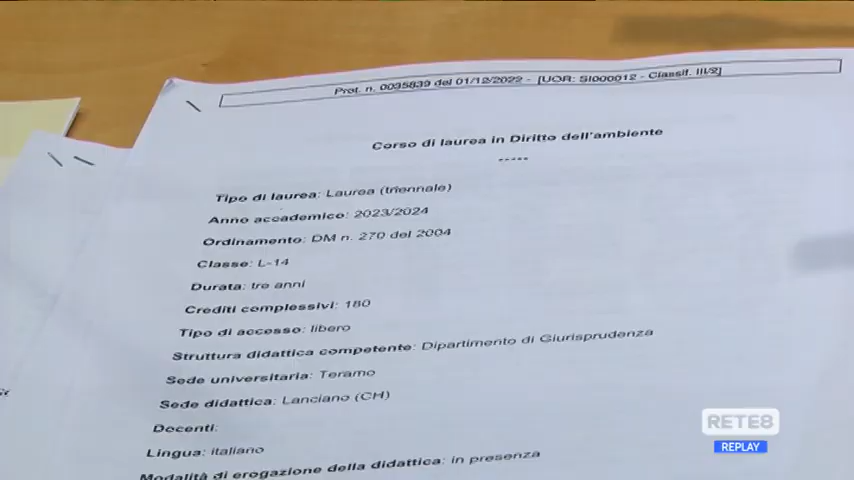 Prot. n. 0035839 del 01/12/2022 - [UOR: SI000012 - Classif. III/2]
Corso di laurea in Diritto dell'ambiente
*****
Tipo di laurea: Laurea (triennale)
Anno accademico: 2023/2024
Ordinamento: DM n. 270 del 2004
Classe: L-14
Durata: tre anni
Crediti complessivi: 180
Tipo di accesso: libero
Struttura didattica competente: Dipartimento di Giurisprudenza
Sede universitaria: Teramo
Sede didattica: Lanciano (CH)
Docenti:
Lingua: italiano
Modalità di erogazione della didattica: in presenza
RETE8
REPLAY